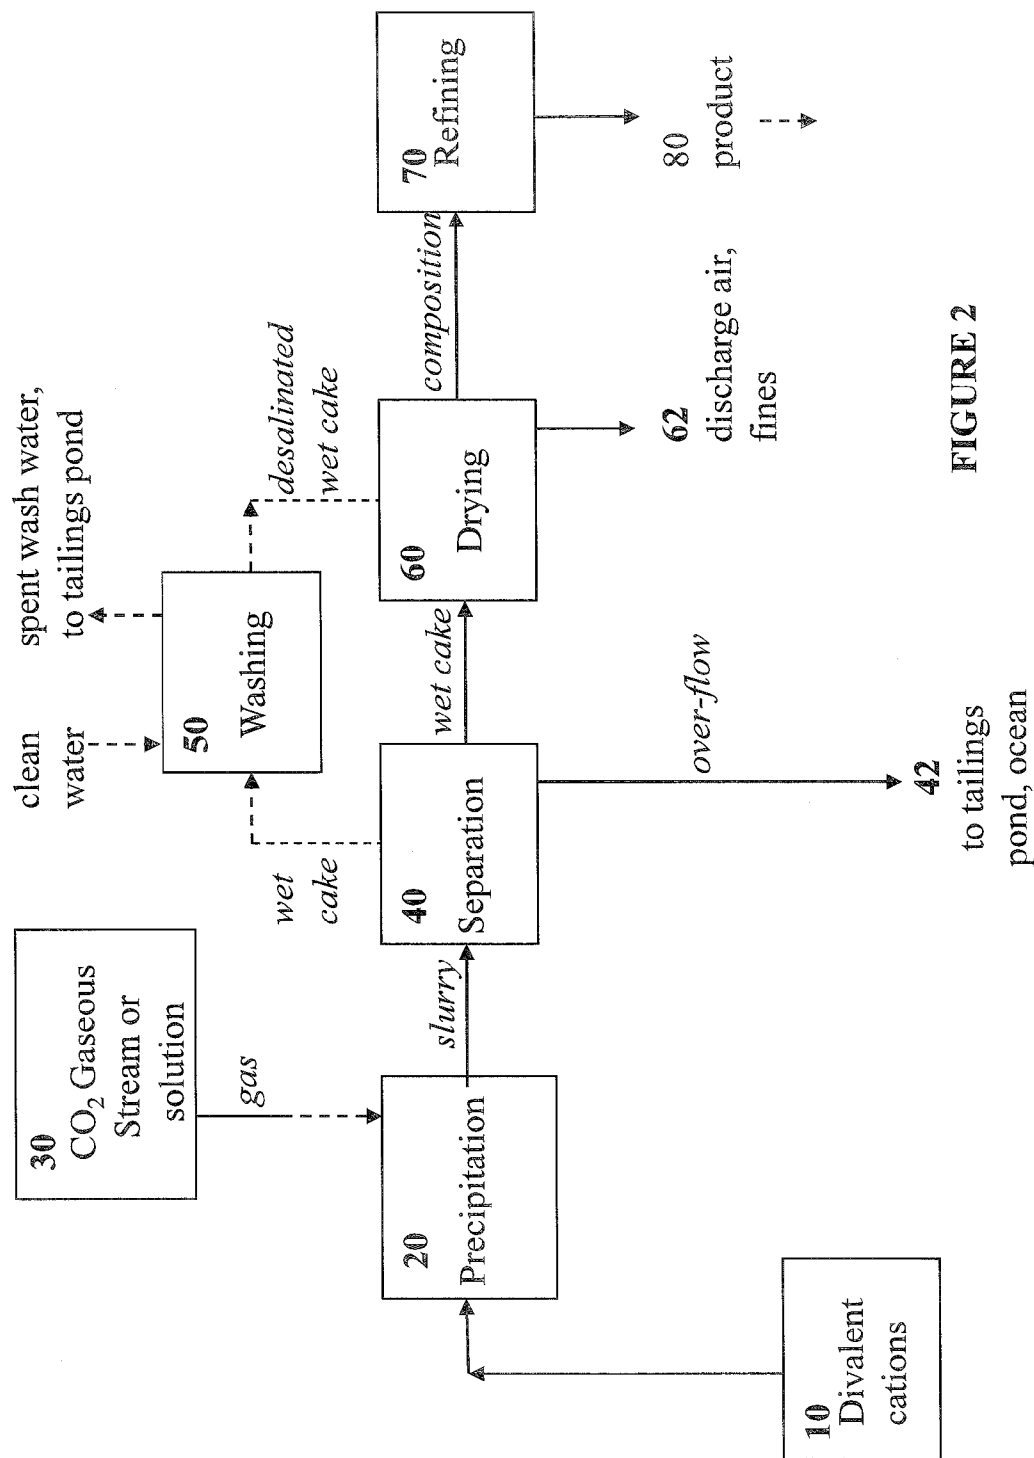 30
CO2 Gaseous
Stream or
solution
gas
clean
water
spent wash water,
to tailings pond
50
Washing
wet
cake
desalinated
wet cake
20
Precipitation
slurry
40
Separation
wet cake
60
Drying
composition
70
Refining
10
Divalent
cations
over-flow
42
to tailings
pond, ocean
62
discharge air,
fines
80
product
FIGURE 2